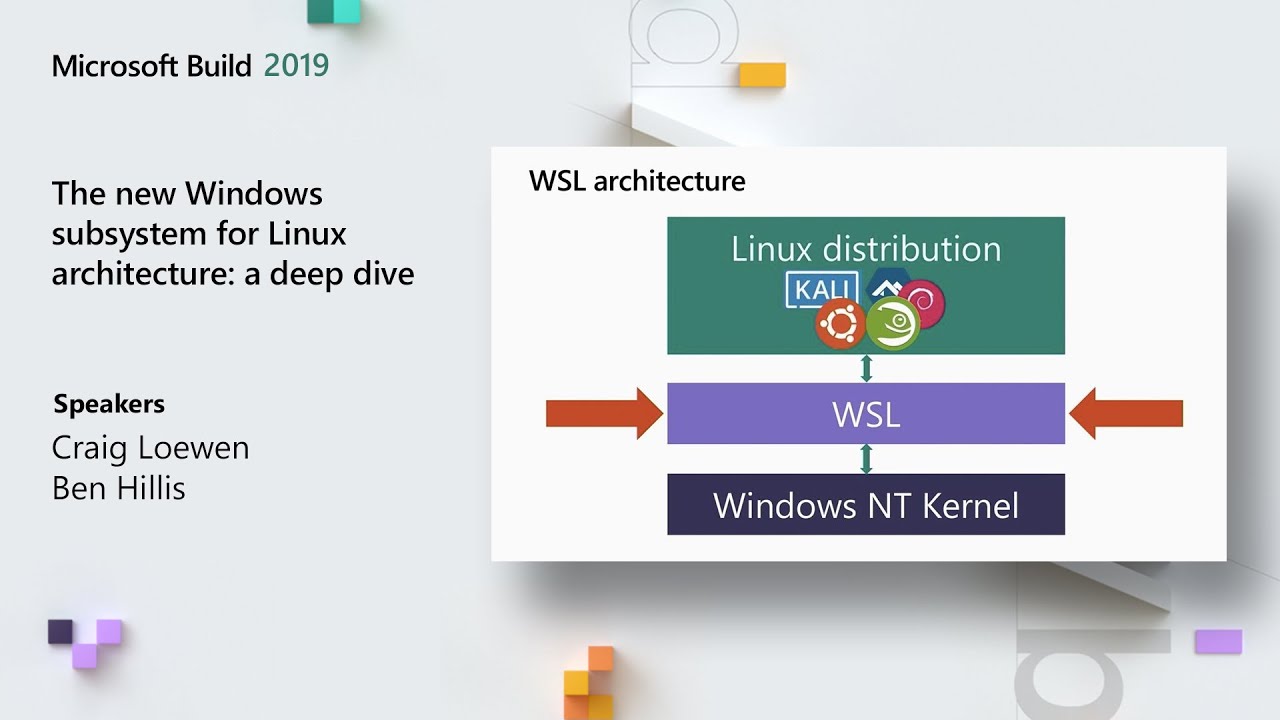 Microsoft Build 2019
The new Windows
subsystem for Linux
architecture: a deep dive
Speakers
Craig Loewen
Ben Hillis
WSL architecture
Linux distribution
KALI
WSL
Windows NT Kernel